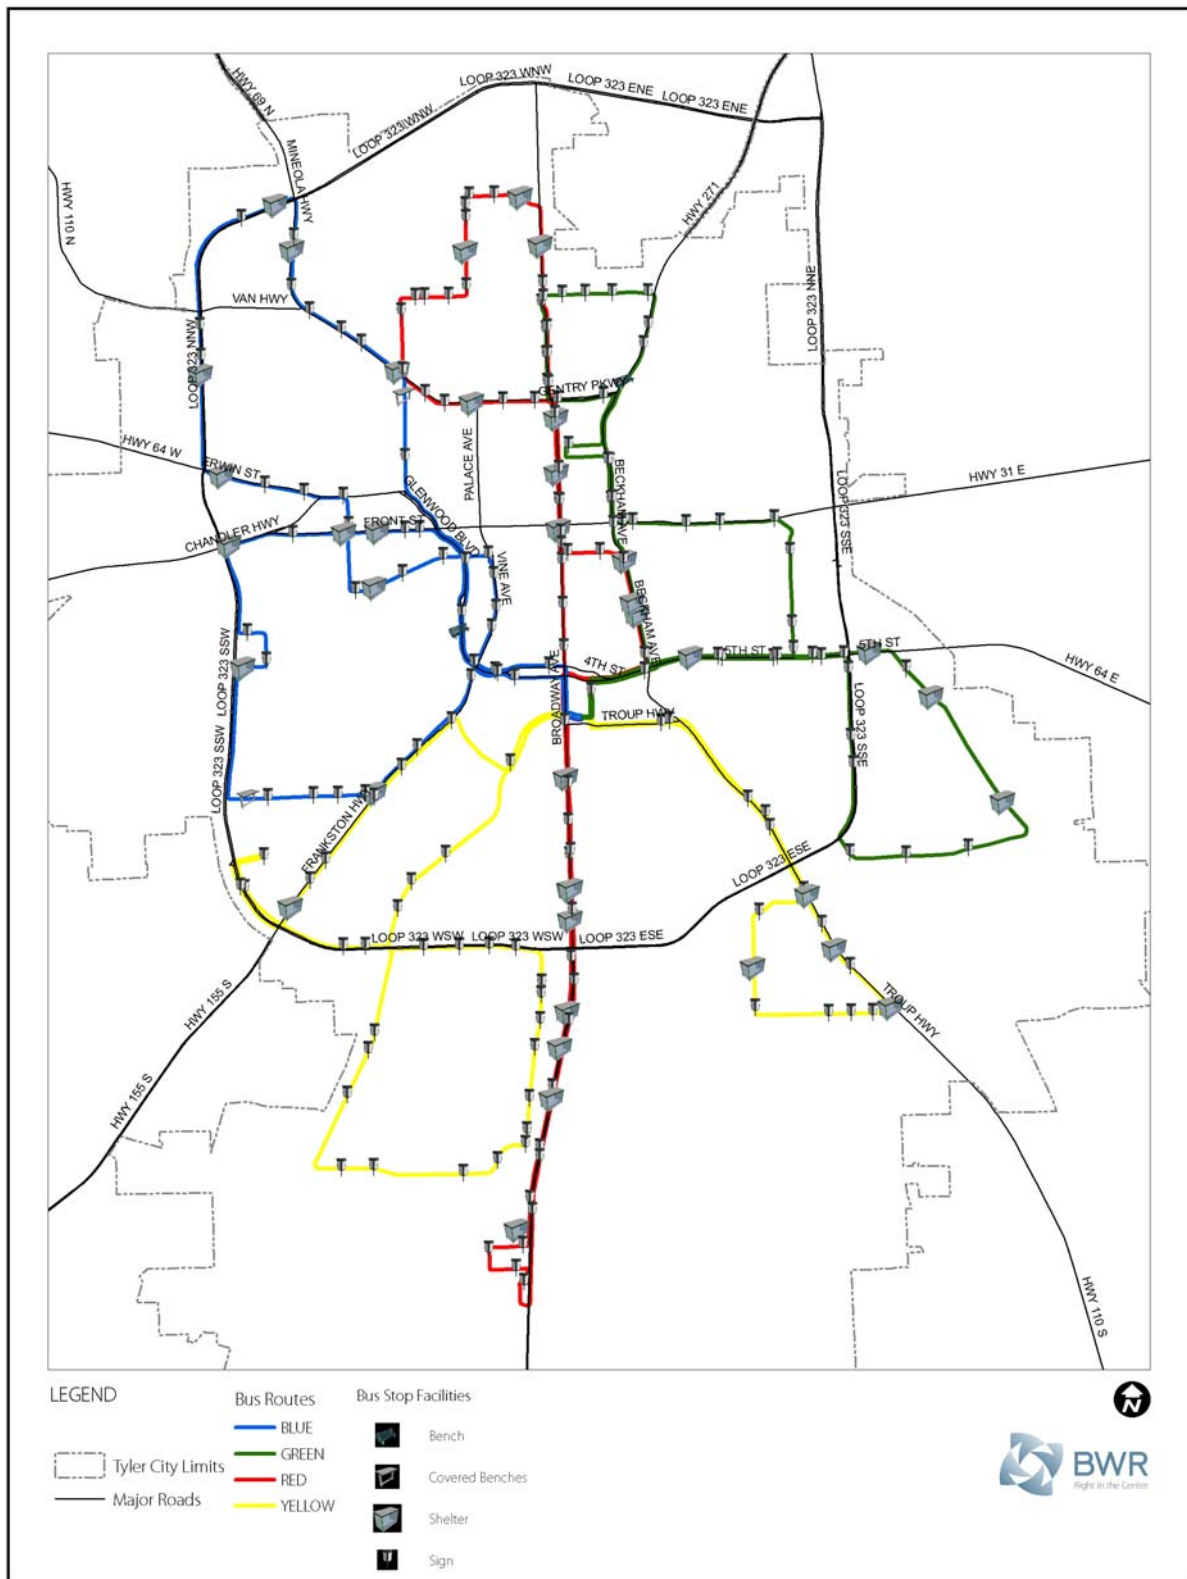 LOOP 323 WNW
LOOP 323 ENE
LOOP 323 ENE
HWY 69 N
LOOP 323 WNW
MINEOLA HWY
HWY 110 N
HWY 271
LOOP 323 NNE
VAN HWY
LOOP 323 NNW
GENTRY PKWY
HWY 64 W
ERWIN ST
PALACE AVE
GLENWOOD BLVD
BECKHAM AVE
LOOP 323 SSE
HWY 31 E
CHANDLER HWY
FRONT ST
VINE AVE
BECKHAM AVE
LOOP 323 SSW
4TH ST
5TH ST
5TH ST
HWY 64 E
LOOP 323 SSW
BROADWAY AVE
TROUP HWY
LOOP 323 SSE
FRANKSTON HWY
LOOP 323 ESE
LOOP 323 WSW
LOOP 323 WSW
LOOP 323 ESE
HWY 155 S
TROUP HWY
HWY 155 S
HWY 110 S
LEGEND
Tyler City Limits
Major Roads
Bus Routes
BLUE
GREEN
RED
YELLOW
Bus Stop Facilities
Bench
Covered Benches
Shelter
Sign
N
BWR
Right in the Center